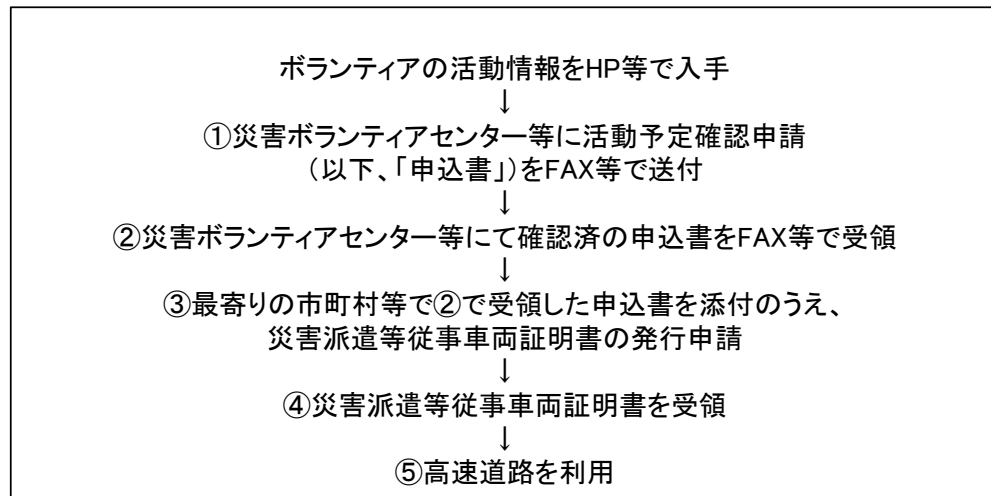 ボランティアの活動情報をHP等で入手
↓
①災害ボランティアセンター等に活動予定確認申請
（以下、「申込書」）をFAX等で送付
↓
②災害ボランティアセンター等にて確認済の申込書をFAX等で受領
↓
③最寄りの市町村等で②で受領した申込書を添付のうえ、
災害派遣等従事車両証明書の発行申請
↓
④災害派遣等従事車両証明書を受領
↓
⑤高速道路を利用